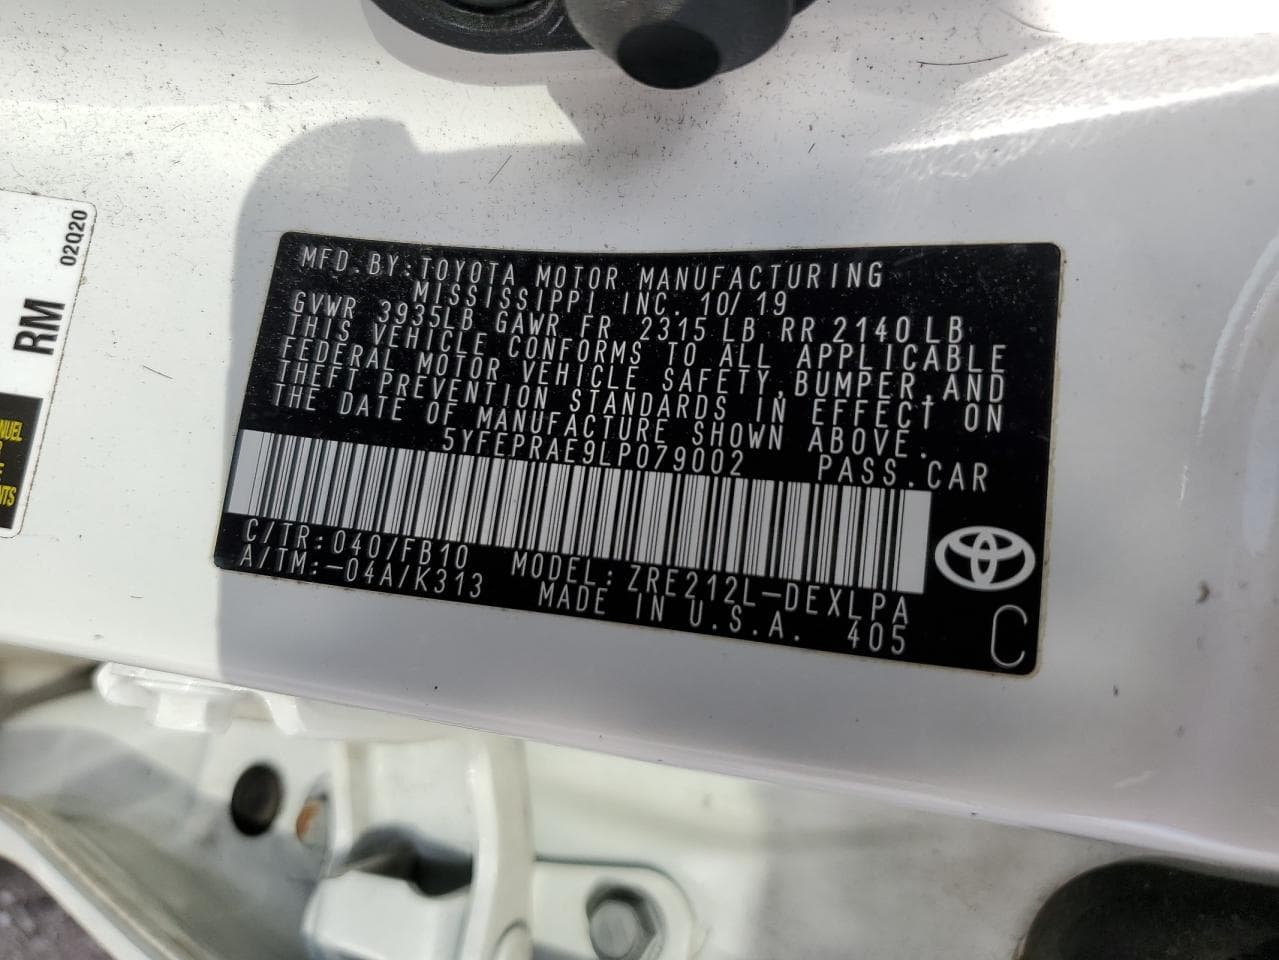 02Q20
RM
NUEL
E
NTS
MFD.BY:TOYOTA MOTOR MANUFACTURING
MISSISSIPPI INC. 10/19
GVWR 3935LB GAWR FR 2315 LB RR 2140 LB
THIS VEHICLE CONFORMS TO ALL APPLICABLE
FEDERAL MOTOR VEHICLE SAFETY,BUMPER,AND
THEFT PREVENTION STANDARDS IN EFFECT ON
THE DATE OF MANUFACTURE SHOWN ABOVE.
5YFEPRAE9LP079002 PASS.CAR
C/TR:040/FB10 MODEL:ZRE212L-DEXLPA
A/TM:-04A/K313 MADE IN U.S.A. 405
C